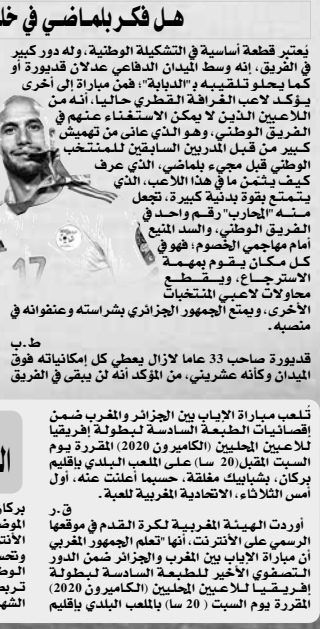 هل فكر بلماضي في خل
يُعتبر قطعة أساسية في التشكيلة الوطنية، وله دور كبير
في الفريق، إنه وسط الميدان الدفاعي عدلان قديورة أو
كما يحلو تلقيبه بـ "الدبابة"؛ فمن مباراة إلى أخرى
يؤكد لاعب الغرافة القطري حاليا، أنه من
اللاعبين الذين لا يمكن الاستغناء عنهم في
الفريق الوطني، وهو الذي عانى من تهميش
كبير من قبل المدربين السابقين للمنتخب
الوطني قبل مجيء بلماضي، الذي عرف
كيف يثمّن ما في هذا اللاعب، الذي
يتمتع بقوة بدنية كبيرة، تجعل
منه "المحارب" رقم واحد في
الفريق الوطني، والسد المنيع
أمام مهاجمي الخصوم؛ فهو في
كل مكان يقوم بمهمة
الاسترجاع، ويقطع
محاولات لاعبي المنتخبات
الأخرى، ويمتع الجمهور الجزائري بشراسته وعنفوانه في
منصبه.
ط.ب
قديورة صاحب 33 عاما لازال يعطي كل إمكانياته فوق
الميدان وكأنه عشريني، من المؤكد أنه لن يبقى في الفريق
17
تُلعب مباراة الإياب بين الجزائر والمغرب ضمن
إقصائيات الطبعة السادسة لبطولة إفريقيا
للاعبين المحليين (الكاميرون 2020) المقررة يوم
السبت المقبل(20 سا) على الملعب البلدي بإقليم
بركان، بشبابيك مغلقة، حسبما أعلنت عنه، أول
أمس الثلاثاء، الاتحادية المغربية للعبة.
ق.ر
أوردت الهيئة المغربية لكرة القدم في موقعها
الرسمي على الأنترنت، أنها "تعلم الجمهور المغربي
أن مباراة الإياب بين المغرب والجزائر ضمن الدور
التصفوي الأخير للطبعة السادسة لبطولة
إفريقيا للاعبين المحليين (الكاميرون 2020)
المقررة يوم السبت ( 20 سا) بالملعب البلدي بإقليم
ال
بركان